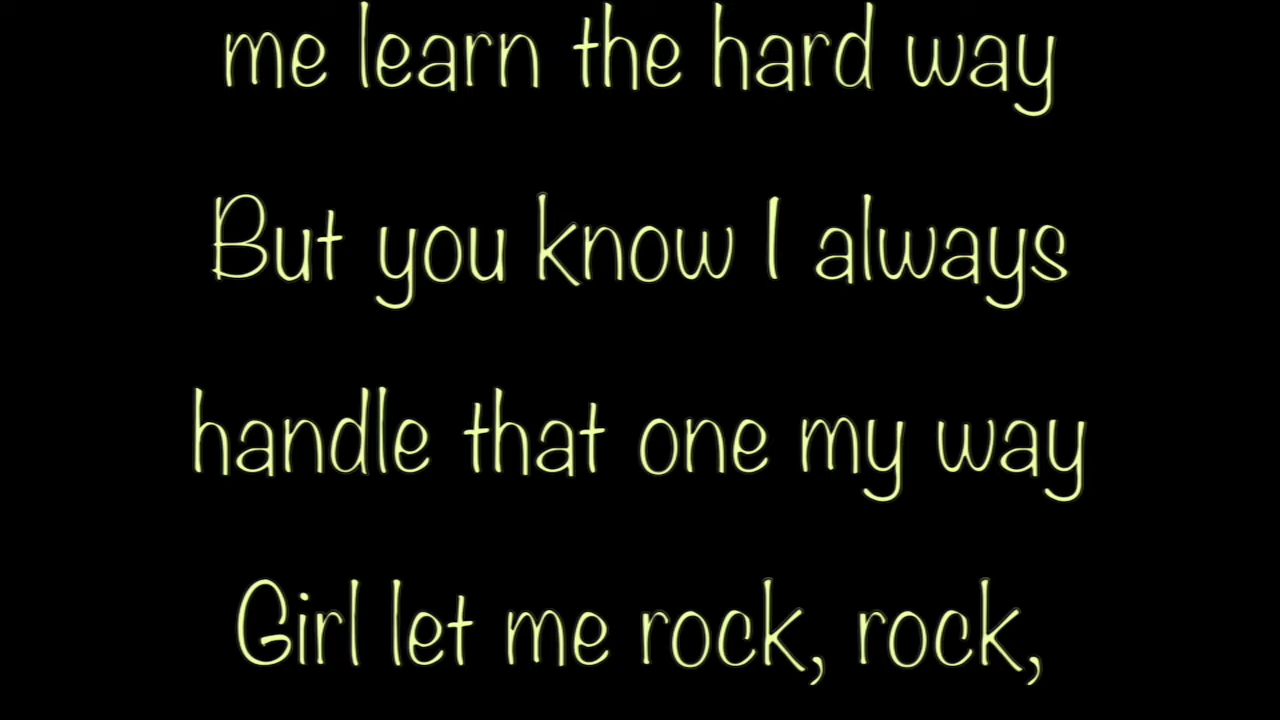 me learn the hard way
But you know I always
handle that one my way
Girl let me rock, rock,